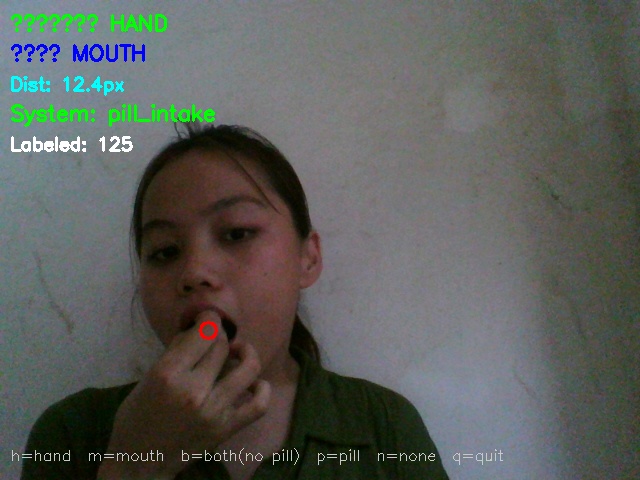 ??????? HAND
???? MOUTH
Dist: 12.4px
System: pill_intake
Labeled: 125
h=hand m=mouth b=both(no pill) p=pill n=none q=quit